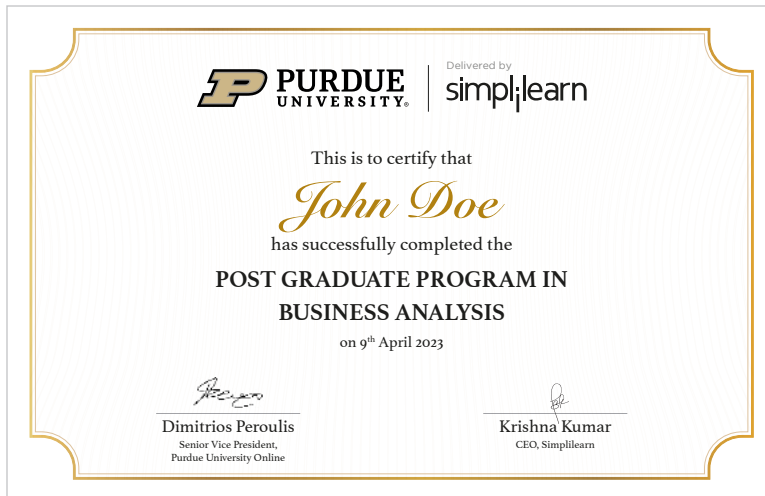 PURDUE
UNIVERSITY®
Delivered by
simplilearn
This is to certify that
John Doe
has successfully completed the
POST GRADUATE PROGRAM IN
BUSINESS ANALYSIS
on 9th April 2023
Dimitrios Peroulis
Senior Vice President,
Purdue University Online
Krishna Kumar
CEO, Simplilearn